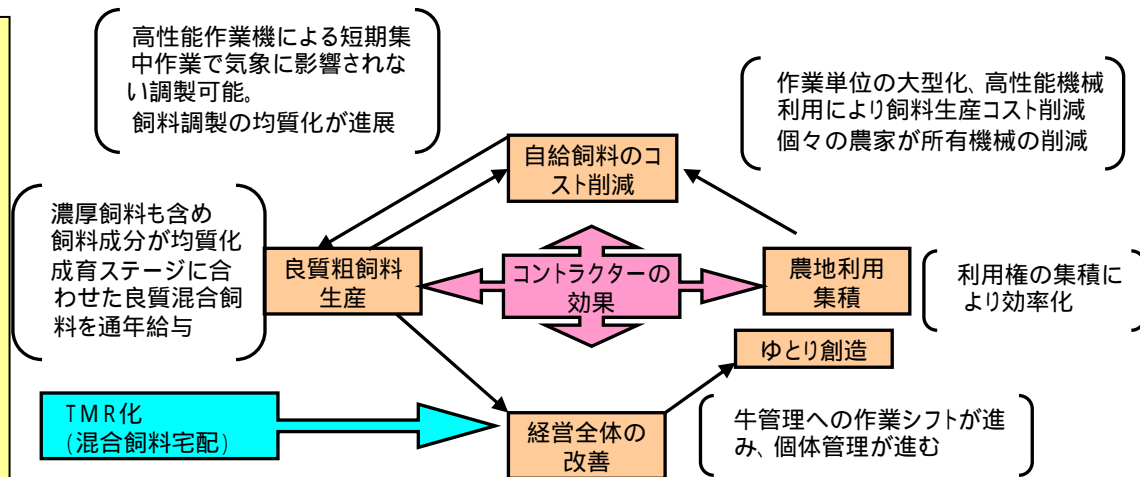 高性能作業機による短期集
中作業で気象に影響されな
い調製可能。
飼料調製の均質化が進展
作業単位の大型化、高性能機械
利用により飼料生産コスト削減
個々の農家が所有機械の削減
自給飼料のコ
スト削減
濃厚飼料も含め
飼料成分が均質化
成育ステージに合
わせた良質混合飼
料を通年給与
良質粗飼料
生産
コントラクターの
効果
農地利用
集積
利用権の集積に
より効率化
ゆとり創造
TMR化
(混合飼料宅配)
経営全体の
改善
牛管理への作業シフトが進
み、個体管理が進む